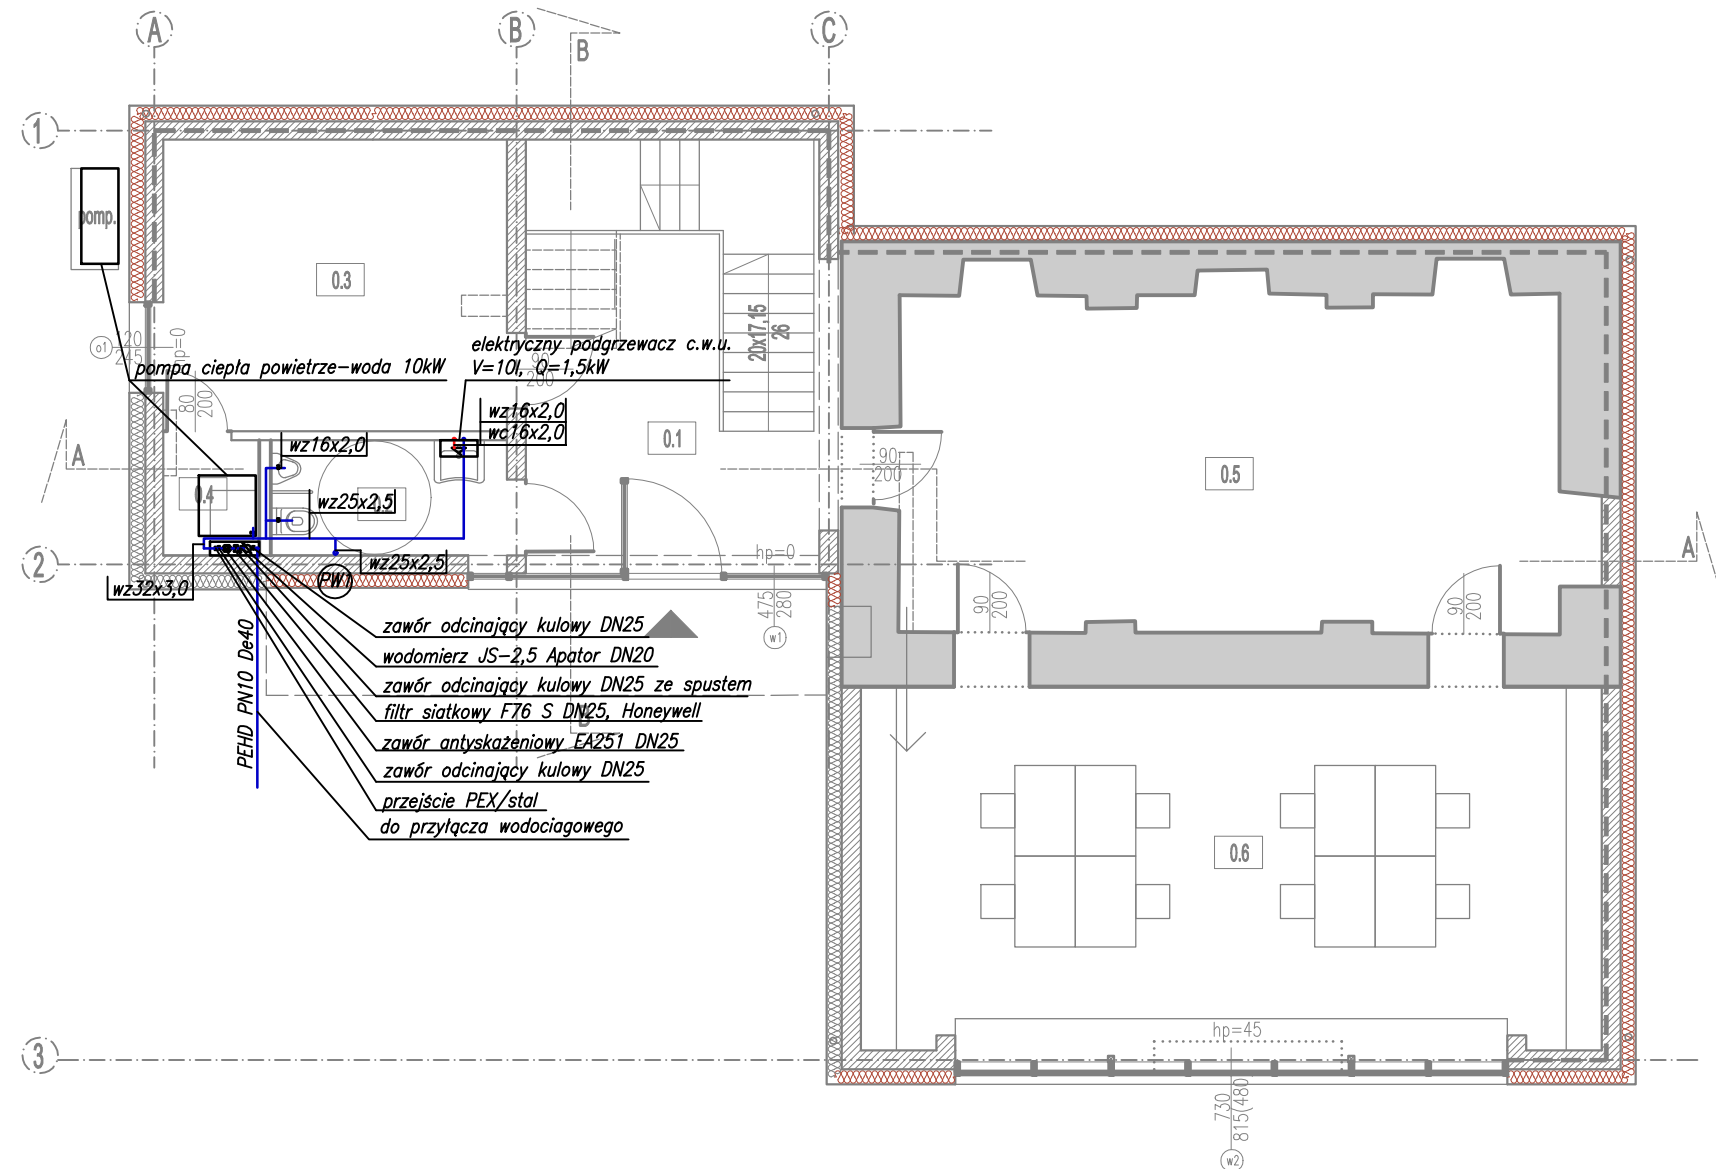 A
B
C
B
1
pomp.
0.3
20x17,15
26
o1
120
245
hp=0
elektryczny podgrzewacz c.w.u.
V=10l, Q=1,5kW
90
200
pompa ciepła powietrze-woda 10kW
80
200
wz16x2,0
wc16x2,0
0.1
A
wz16x2,0
90
200
0.5
0.4
wz25x2,5
2
wz25x2,5
hp=0
A
wz32x3,0
PW1
475
280
w1
90
200
90
200
zawór odcinający kulowy DN25
wodomierz JS-2,5 Apator DN20
zawór odcinający kulowy DN25 ze spustem
filtr siatkowy F76 S DN25, Honeywell
B
zawór antyskażeniowy EA251 DN25
zawór odcinający kulowy DN25
przejście PEX/stal
do przyłącza wodociagowego
PEHD PN10 De40
0.6
3
hp=45
730
815(480)
w2